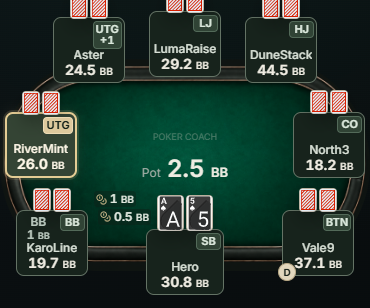 UTG
+1
Aster
24.5 BB
LJ
LumaRaise
29.2 BB
HJ
DuneStack
44.5 BB
UTG
RiverMint
26.0 BB
CO
North3
18.2 BB
POKER COACH
Pot 2.5 BB
BB
1 BB
BB
KaroLine
19.7 BB
1 BB
0.5 BB
A
A
5
5
SB
Hero
30.8 BB
BTN
Vale9
37.1 BB
D